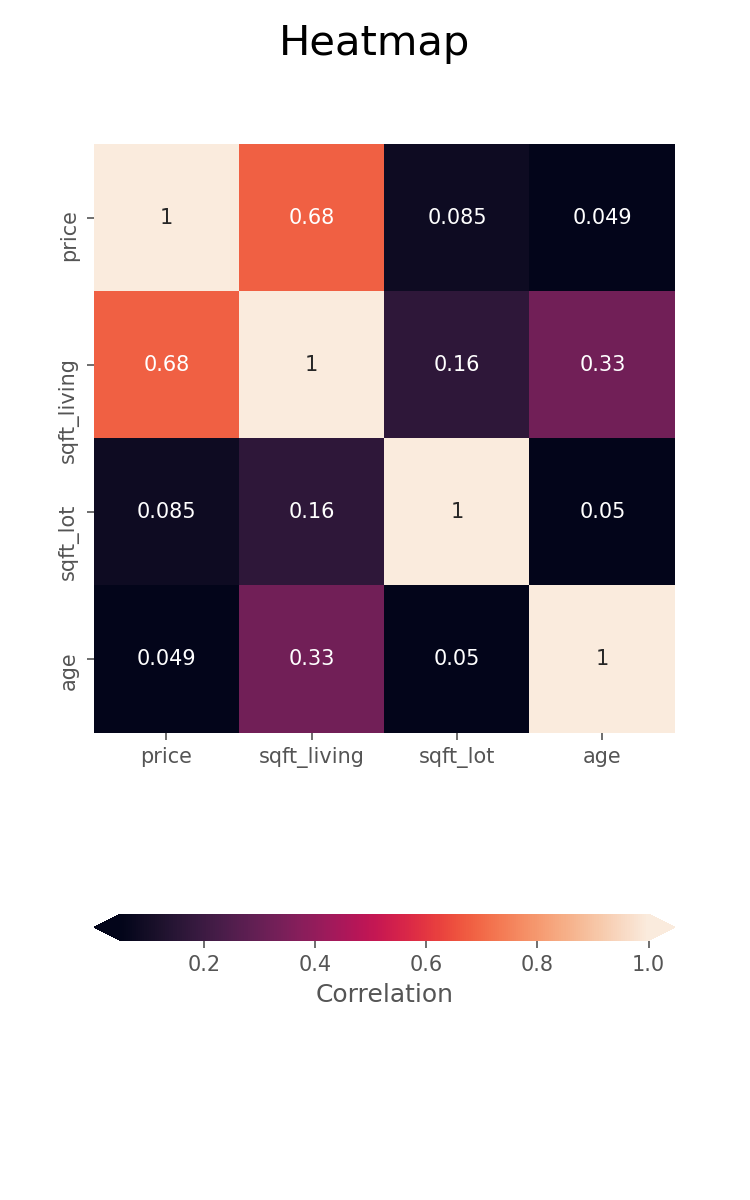 Heatmap
price 1 0.68 0.085 0.049
sqft_living 0.68 1 0.16 0.33
sqft_lot 0.085 0.16 1 0.05
age 0.049 0.33 0.05 1
price sqft_living sqft_lot age
0.2 0.4 0.6 0.8 1.0
Correlation